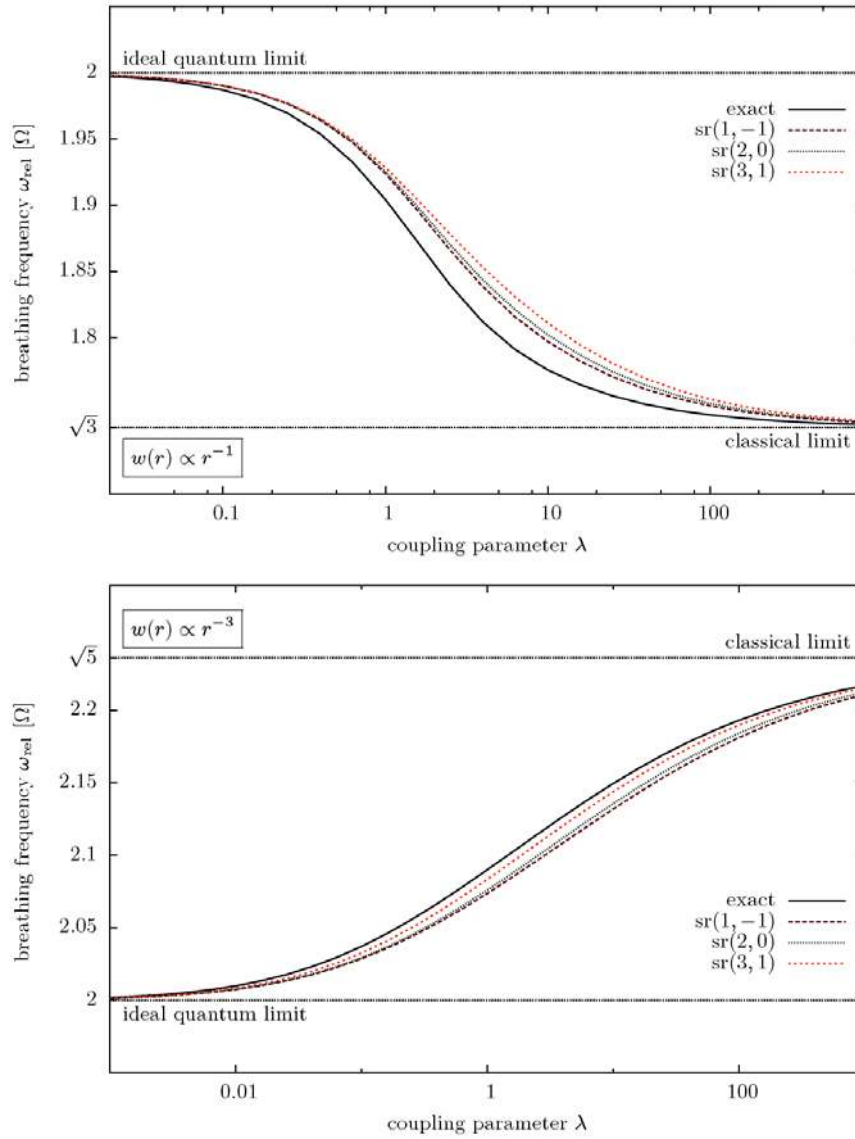 ideal quantum limit
2
exact
sr(1, −1)
sr(2, 0)
sr(3, 1)
1.95
1.9
1.85
1.8
√3
breathing frequency ω_rel [Ω]
classical limit
w(r) ∝ r⁻¹
0.1 1 10 100
coupling parameter λ
w(r) ∝ r⁻³
classical limit
√5
2.2
2.15
2.1
2.05
2
breathing frequency ω_rel [Ω]
exact
sr(1, −1)
sr(2, 0)
sr(3, 1)
ideal quantum limit
0.01 1 100
coupling parameter λ